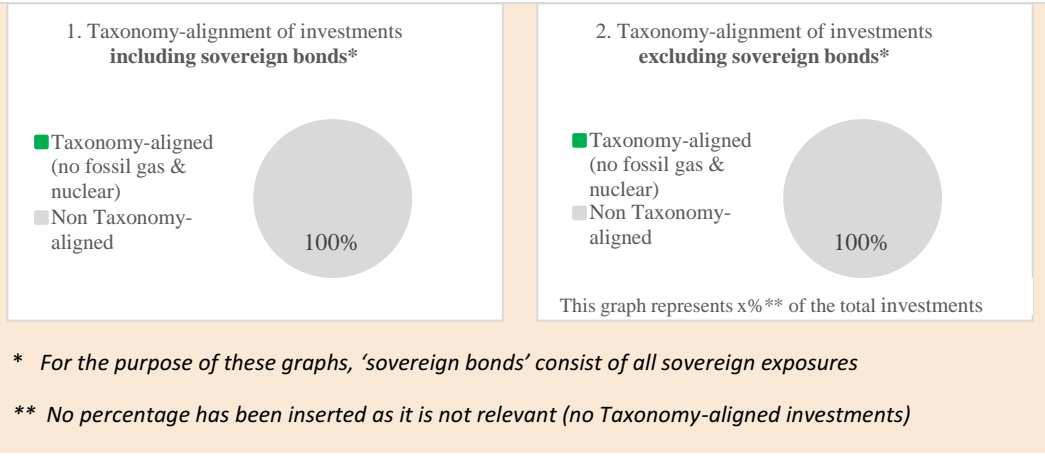 1. Taxonomy-alignment of investments
including sovereign bonds*
Taxonomy-aligned
(no fossil gas &
nuclear)
Non Taxonomy-
aligned
100%
2. Taxonomy-alignment of investments
excluding sovereign bonds*
Taxonomy-aligned
(no fossil gas &
nuclear)
Non Taxonomy-
aligned
100%
This graph represents x%** of the total investments
* For the purpose of these graphs, ‘sovereign bonds’ consist of all sovereign exposures
** No percentage has been inserted as it is not relevant (no Taxonomy-aligned investments)